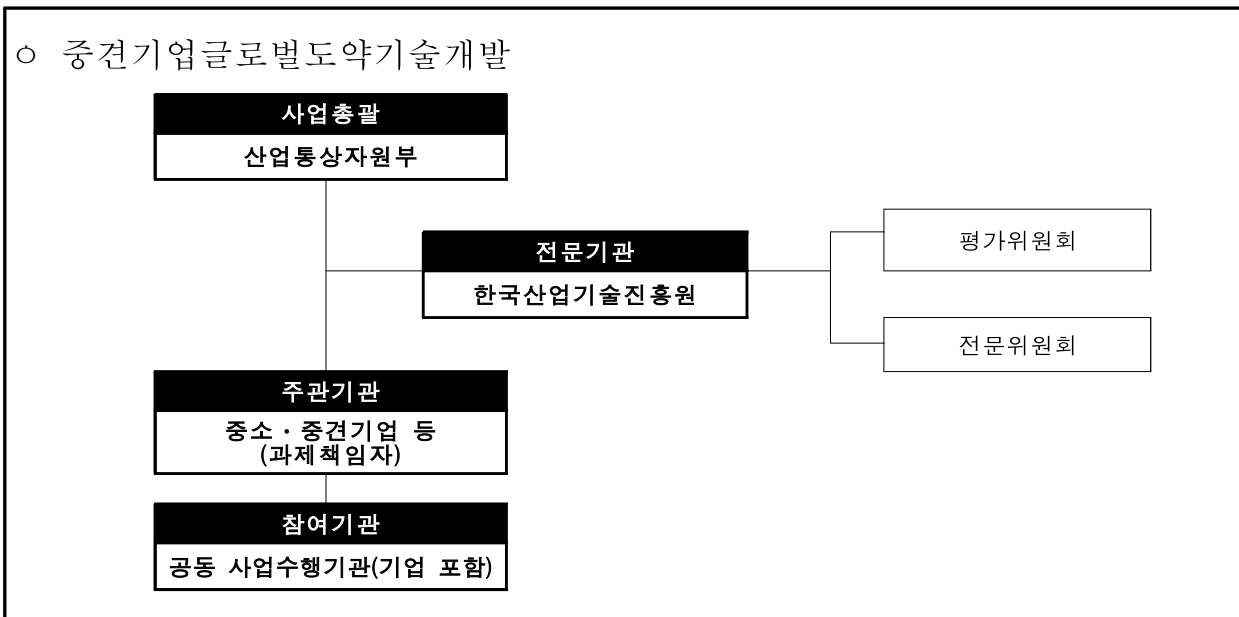 ㅇ 중견기업글로벌도약기술개발
사업총괄
산업통상자원부
전문기관
한국산업기술진흥원
평가위원회
전문위원회
주관기관
중소 · 중견기업 등
(과제책임자)
참여기관
공동 사업수행기관(기업 포함)